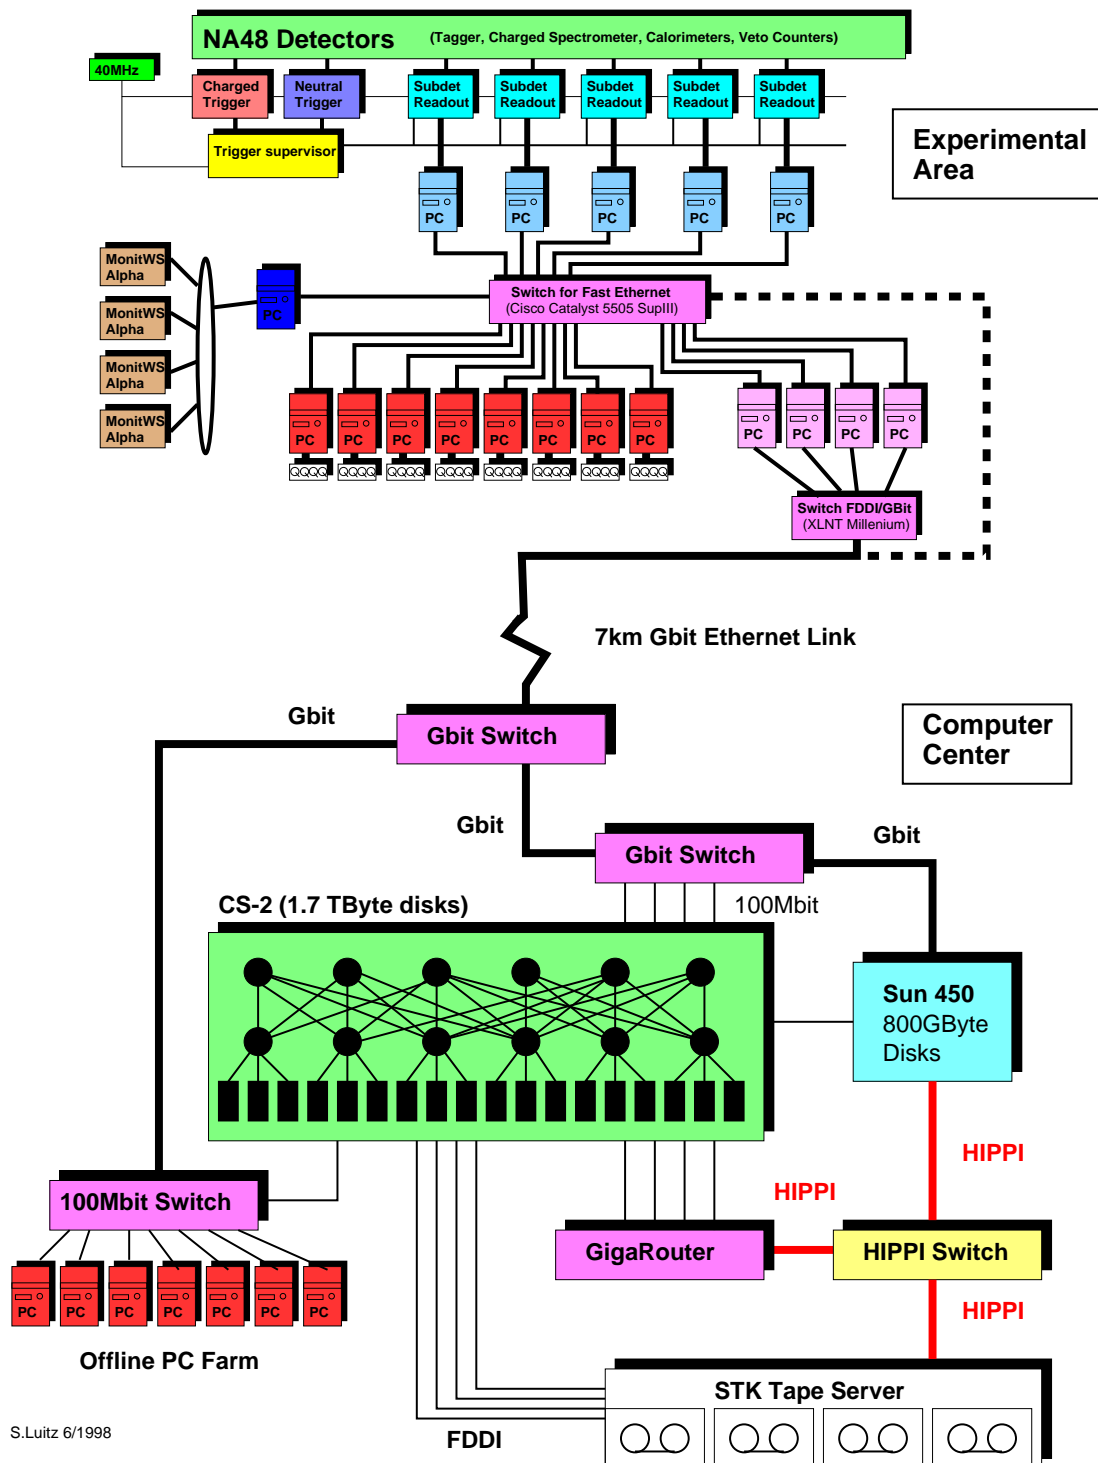 NA48 Detectors (Tagger, Charged Spectrometer, Calorimeters, Veto Counters)
40MHz
Charged
Trigger
Neutral
Trigger
Subdet
Readout
Subdet
Readout
Subdet
Readout
Subdet
Readout
Subdet
Readout
Trigger supervisor
Experimental
Area
PC
PC
PC
PC
PC
MonitWS
Alpha
MonitWS
Alpha
MonitWS
Alpha
MonitWS
Alpha
PC
Switch for Fast Ethernet
(Cisco Catalyst 5505 SupIII)
PC
PC
PC
PC
PC
PC
PC
PC
QQQQ
QQQQ
QQQQ
QQQQ
QQQQ
QQQQ
QQQQ
QQQQ
PC
PC
PC
PC
Switch FDDI/GBit
(XLNT Millenium)
7km Gbit Ethernet Link
Gbit
Gbit Switch
Computer
Center
Gbit
Gbit Switch
Gbit
100Mbit
CS-2 (1.7 TByte disks)
Sun 450
800GByte
Disks
HIPPI
HIPPI
100Mbit Switch
GigaRouter
HIPPI Switch
HIPPI
PC
PC
PC
PC
PC
PC
PC
Offline PC Farm
STK Tape Server
FDDI
S.Luitz 6/1998